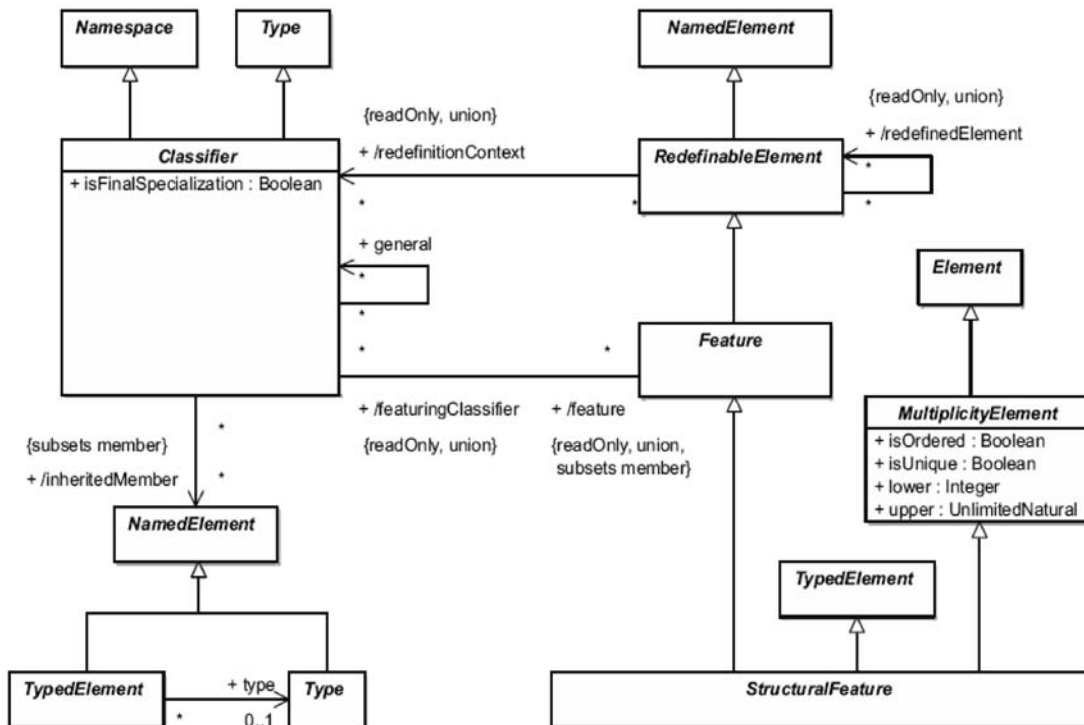 Namespace
Type
NamedElement
{readOnly, union}
+ /redefinitionContext
{readOnly, union}
+ /redefinedElement
Classifier
+ isFinalSpecialization : Boolean
RedefinableElement
*
*
*
*
+ general
*
*
Element
*
*
Feature
+ /featuringClassifier
{readOnly, union}
+ /feature
{readOnly, union,
subsets member}
MultiplicityElement
+ isOrdered : Boolean
+ isUnique : Boolean
+ lower : Integer
+ upper : UnlimitedNatural
*
{subsets member}
+ /inheritedMember
*
NamedElement
TypedElement
TypedElement
+ type
*
0..1
Type
StructuralFeature